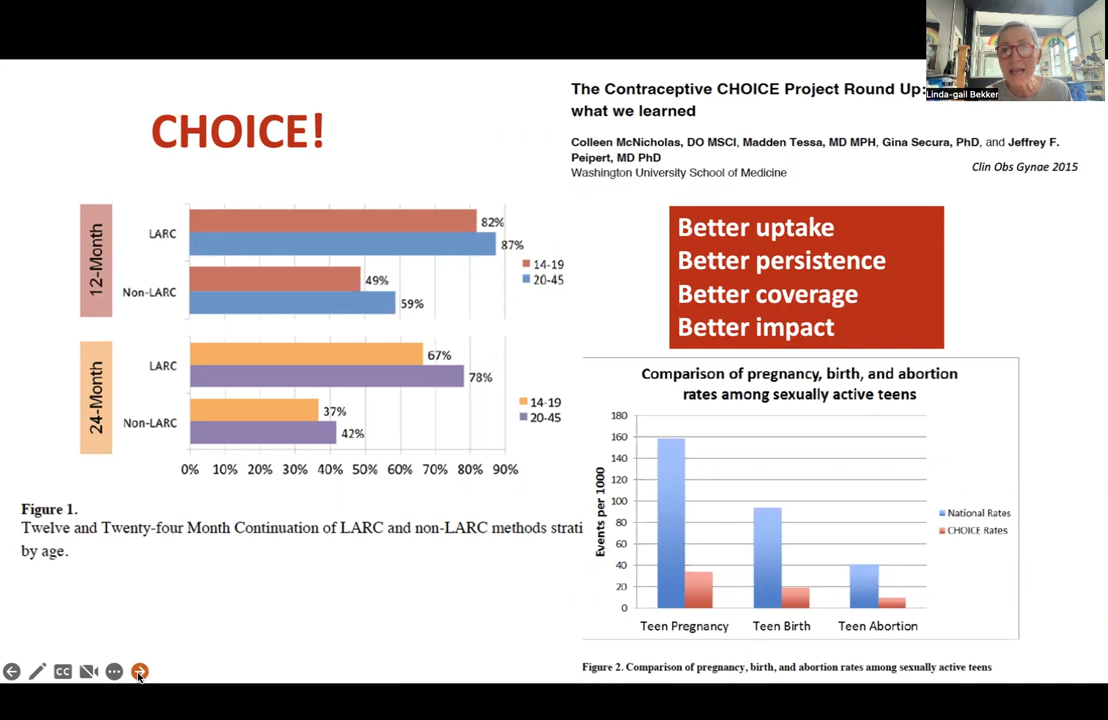 Linda-gail Bekker
CHOICE!
The Contraceptive CHOICE Project Round Up:
what we learned
Colleen McNicholas, DO MSCI, Madden Tessa, MD MPH, Gina Secura, PhD, and Jeffrey F.
Peipert, MD PhD
Washington University School of Medicine
Clin Obs Gynae 2015
12-Month
LARC
82%
87%
Non-LARC
49%
59%
14-19
20-45
24-Month
LARC
67%
78%
Non-LARC
37%
42%
14-19
20-45
0% 10% 20% 30% 40% 50% 60% 70% 80% 90%
Figure 1.
Twelve and Twenty-four Month Continuation of LARC and non-LARC methods strati
by age.
Better uptake
Better persistence
Better coverage
Better impact
Comparison of pregnancy, birth, and abortion
rates among sexually active teens
Events per 1000
180
160
140
120
100
80
60
40
20
0
Teen Pregnancy Teen Birth Teen Abortion
National Rates
CHOICE Rates
Figure 2. Comparison of pregnancy, birth, and abortion rates among sexually active teens
CC